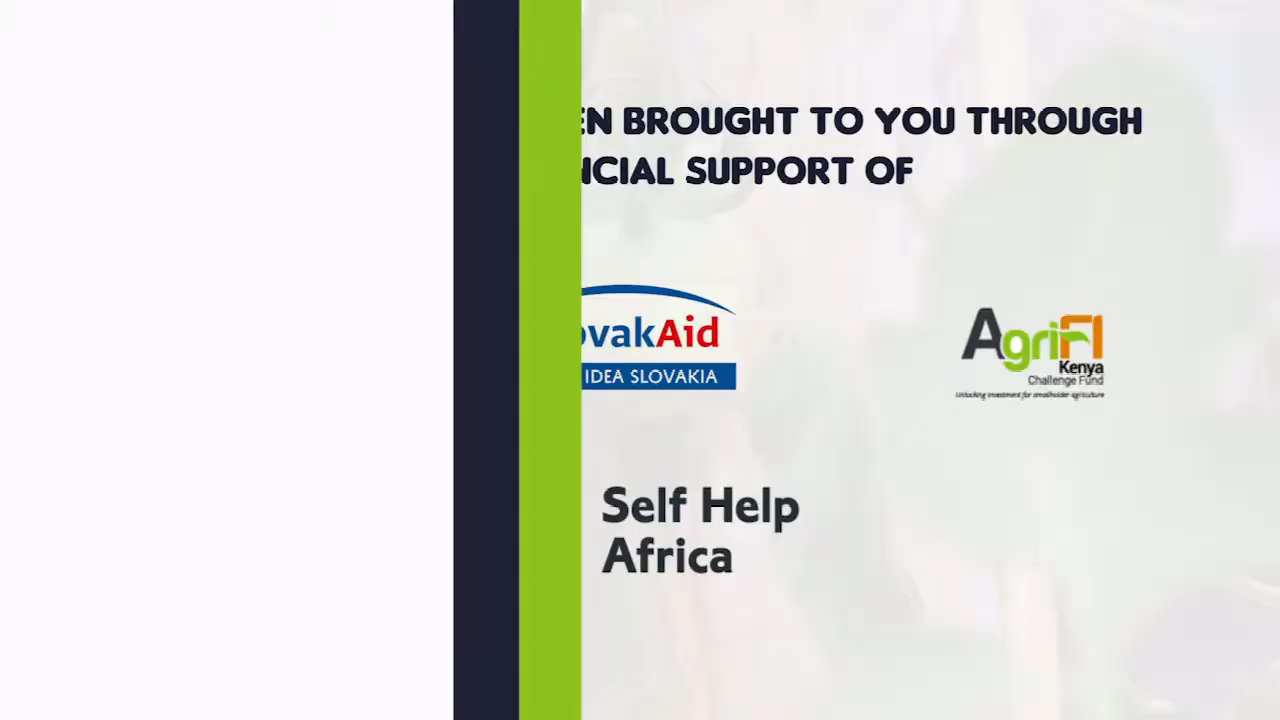 EN BROUGHT TO YOU THROUGH
NCIAL SUPPORT OF
ovakAid
IDEA SLOVAKIA
AgriFI
Kenya
Challenge Fund
Unlocking investment for smallholder agriculture
Self Help
Africa